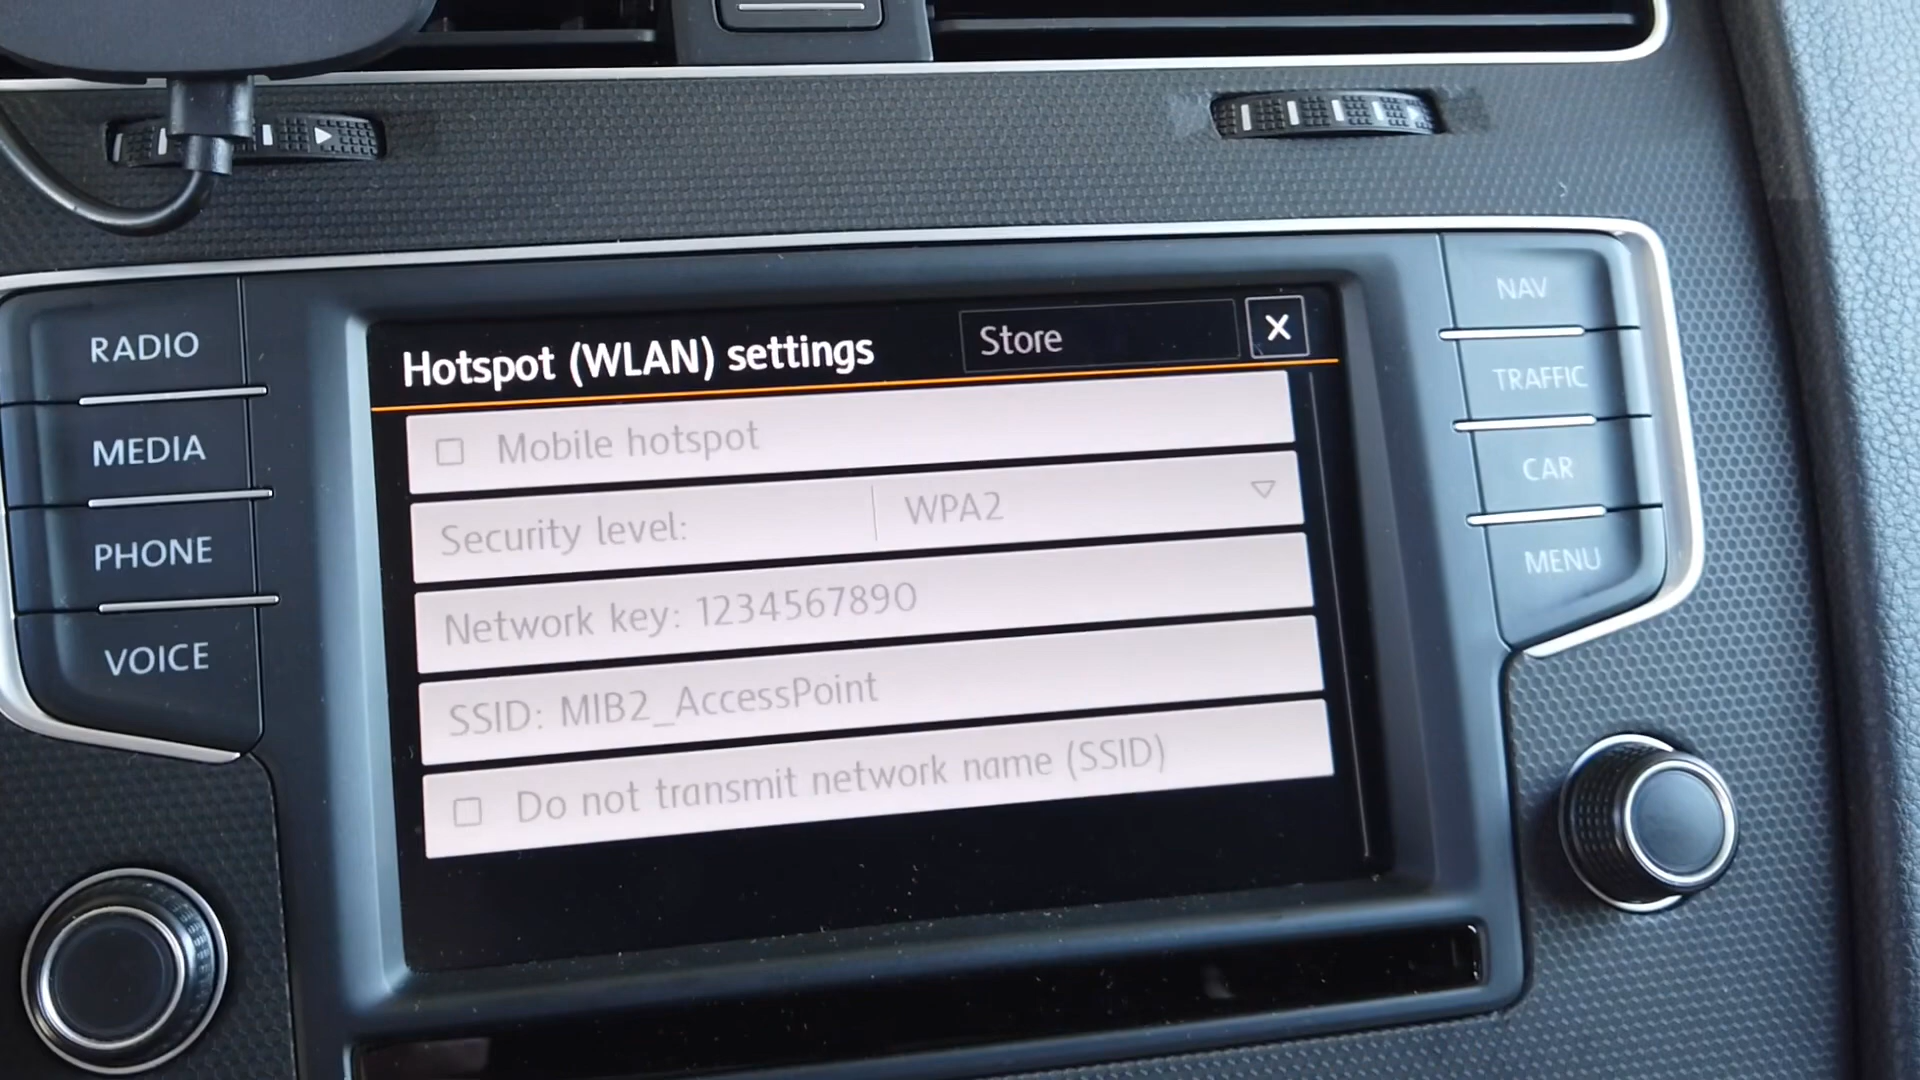 Hotspot (WLAN) settings
Store
X
Mobile hotspot
Security level:
WPA2
Network key: 1234567890
SSID: MIB2_AccessPoint
Do not transmit network name (SSID)
RADIO
MEDIA
PHONE
VOICE
NAV
TRAFFIC
CAR
MENU